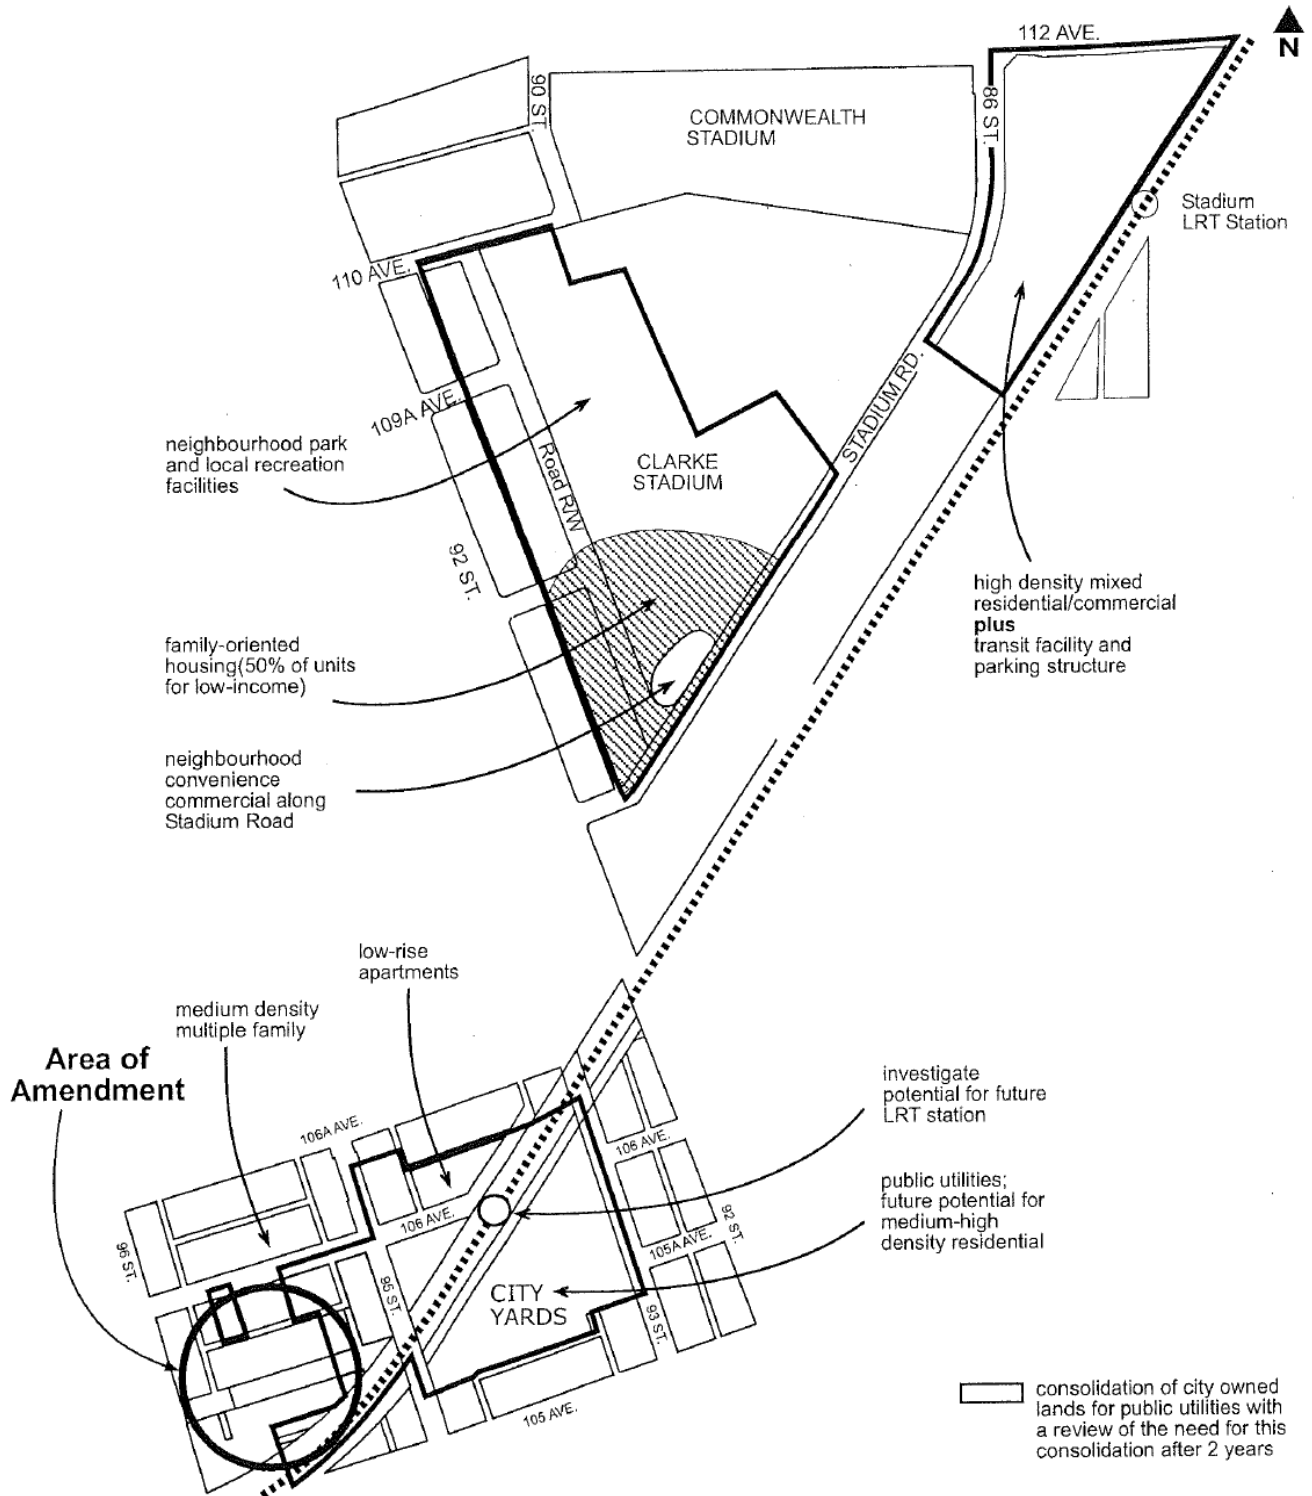 112 AVE.
N
90 ST.
COMMONWEALTH
STADIUM
86 ST.
Stadium
LRT Station
110 AVE.
109A AVE.
STADIUM RD.
neighbourhood park
and local recreation
facilities
Road R/W
CLARKE
STADIUM
92 ST.
high density mixed
residential/commercial
plus
transit facility and
parking structure
family-oriented
housing(50% of units
for low-income)
neighbourhood
convenience
commercial along
Stadium Road
low-rise
apartments
medium density
multiple family
Area of
Amendment
investigate
potential for future
LRT station
106A AVE.
106 AVE.
public utilities;
future potential for
medium-high
density residential
106 AVE.
92 ST.
105A AVE.
96 ST.
95 ST.
CITY
YARDS
93 ST.
105 AVE.
consolidation of city owned
lands for public utilities with
a review of the need for this
consolidation after 2 years